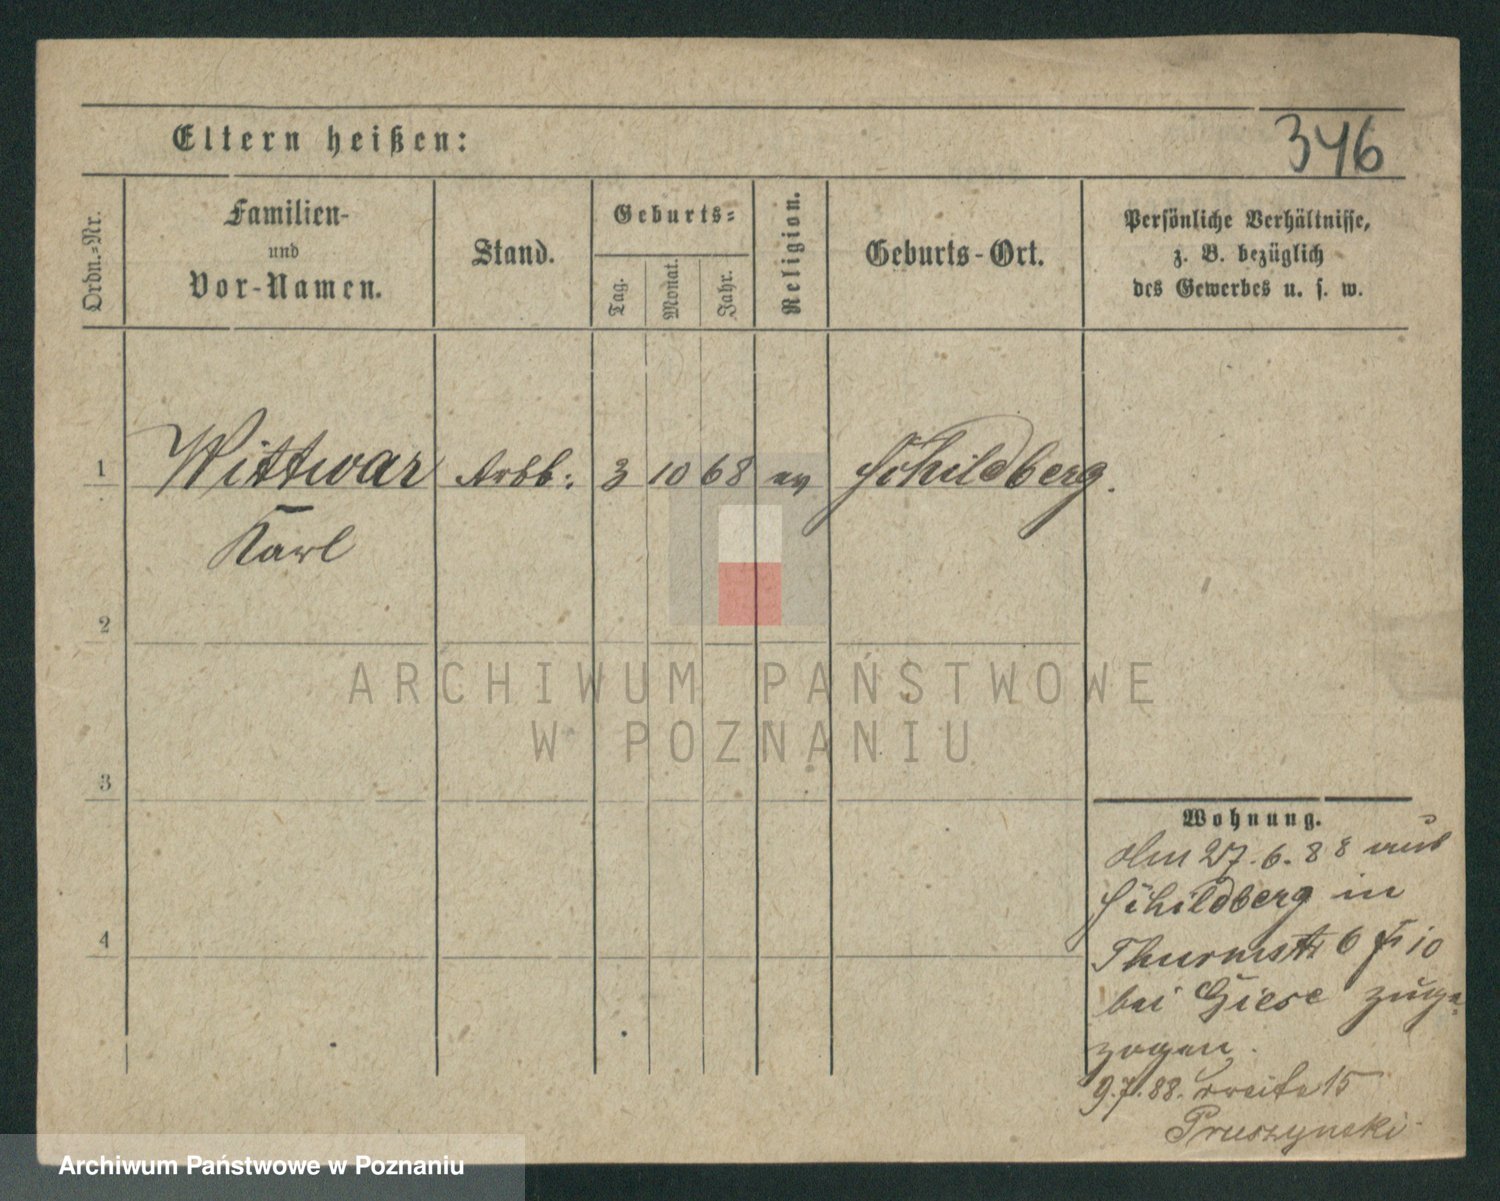 Eltern heißen:
346
Ordn.-Nr.
Familien-
und
Vor-Namen.
Stand.
Geburts-
Tag.
Monat.
Jahr.
Religion.
Geburts-Ort.
Persönliche Verhältnisse,
z. B. bezüglich
des Gewerbes u. s. w.
1 Wittwar Arbb: 3 10 68 ev Schildberg.
Karl
2
3
4
Wohnung.
Am 27.6.88 aus
Schildberg in
Thurmstr 6 10
bei Giese zuge-
zogen.
9.7.88. 15
Pruszynski
ARCHIWUM PAŃSTWOWE
W POZNANIU
Archiwum Państwowe w Poznaniu